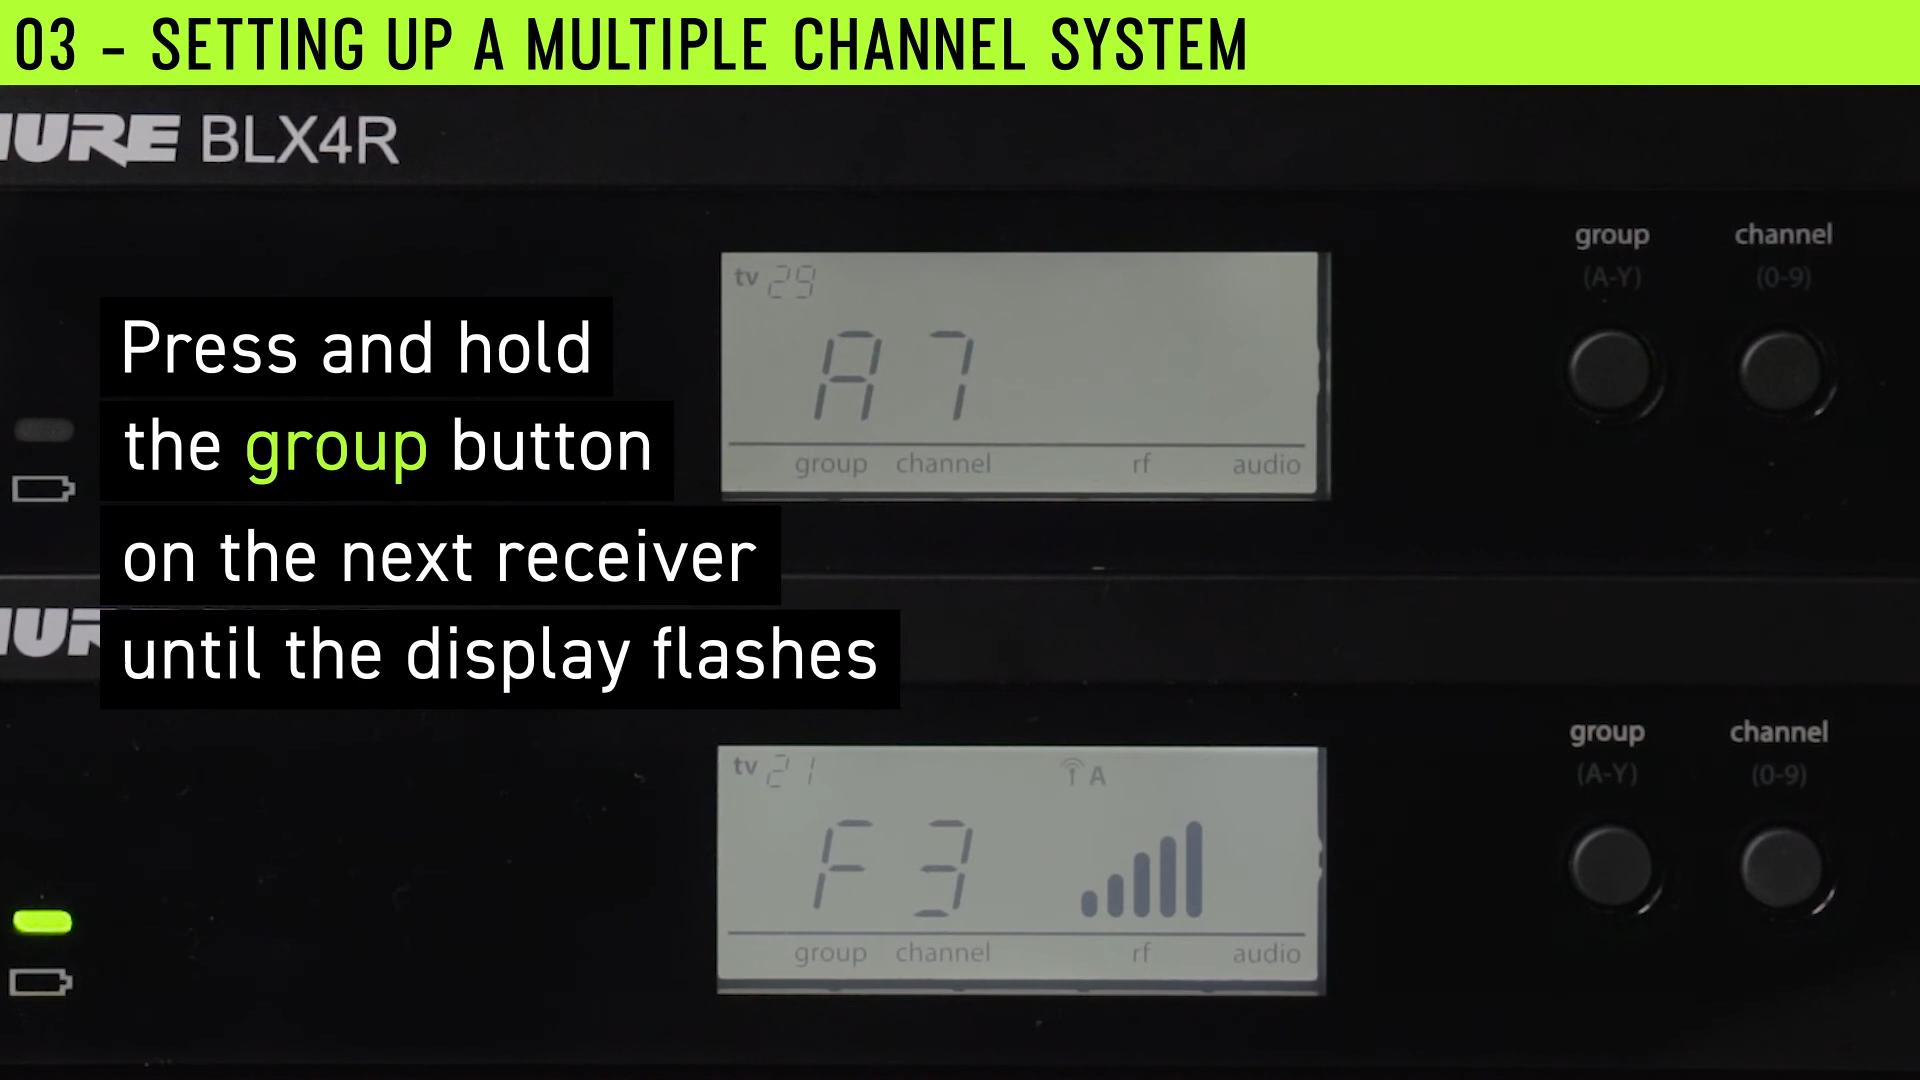 03 - SETTING UP A MULTIPLE CHANNEL SYSTEM
HURE BLX4R
group channel
(A-Y) (0-9)
tv 29
A 7
group channel rf audio
Press and hold
the group button
on the next receiver
until the display flashes
group channel
(A-Y) (0-9)
tv 21 A
F 3
group channel rf audio